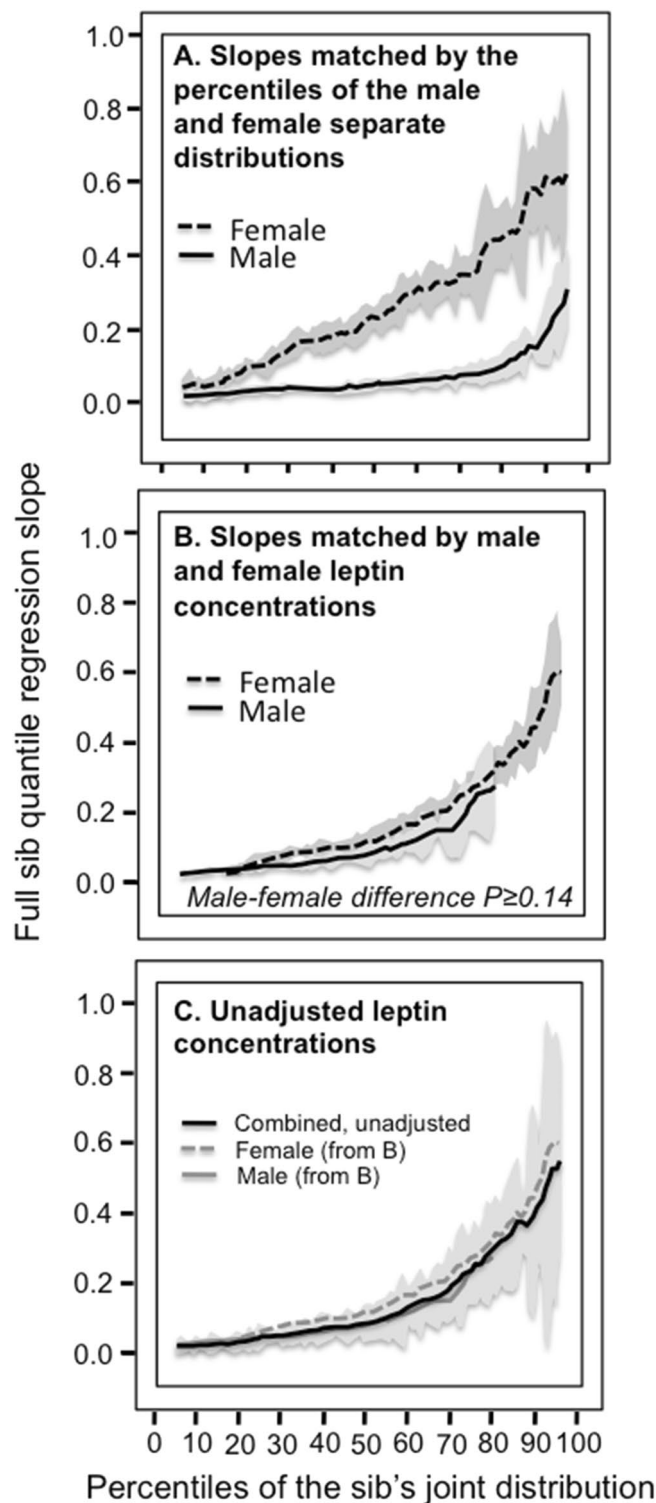 Full sib quantile regression slope
1.0
0.8
0.6
0.4
0.2
0.0
A. Slopes matched by the
percentiles of the male
and female separate
distributions
Female
Male
1.0
0.8
0.6
0.4
0.2
0.0
B. Slopes matched by male
and female leptin
concentrations
Female
Male
Male-female difference P≥0.14
1.0
0.8
0.6
0.4
0.2
0.0
C. Unadjusted leptin
concentrations
Combined, unadjusted
Female (from B)
Male (from B)
0 10 20 30 40 50 60 70 80 90 100
Percentiles of the sib's joint distribution